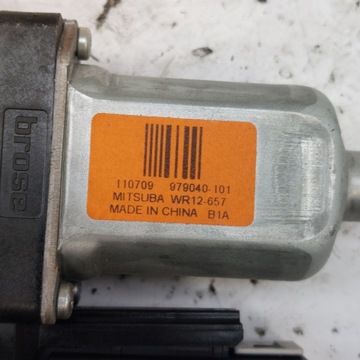 brose
110709 979040-101
MITSUBA WR12-657
MADE IN CHINA B1A